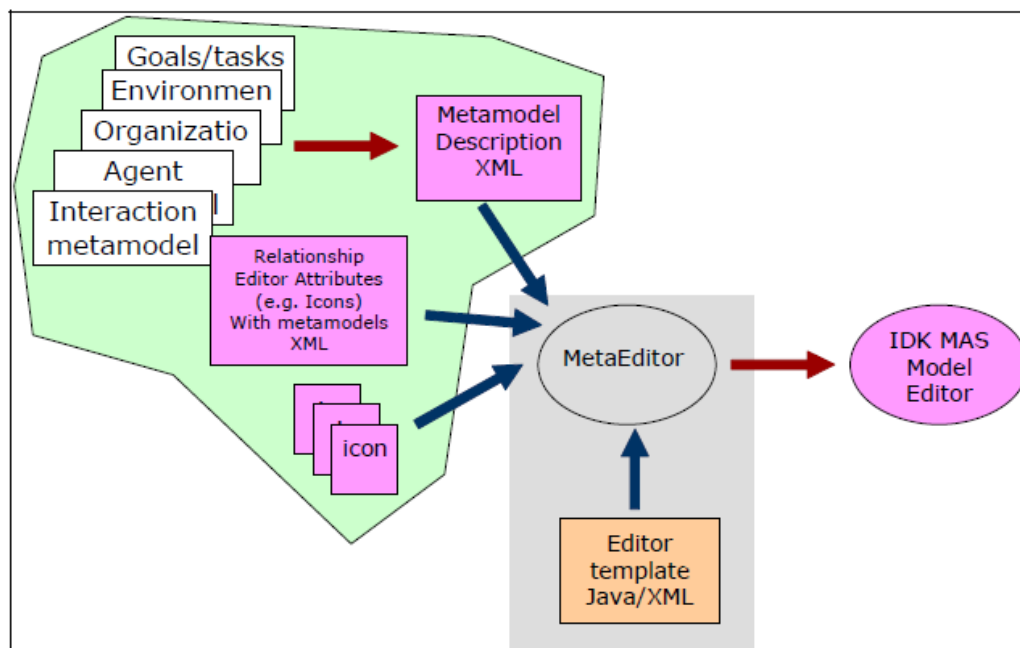 Goals/tasks
Environmen
Organizatio
Agent
Interaction
metamodel
Metamodel
Description
XML
Relationship
Editor Attributes
(e.g. Icons)
With metamodels
XML
icon
MetaEditor
IDK MAS
Model
Editor
Editor
template
Java/XML